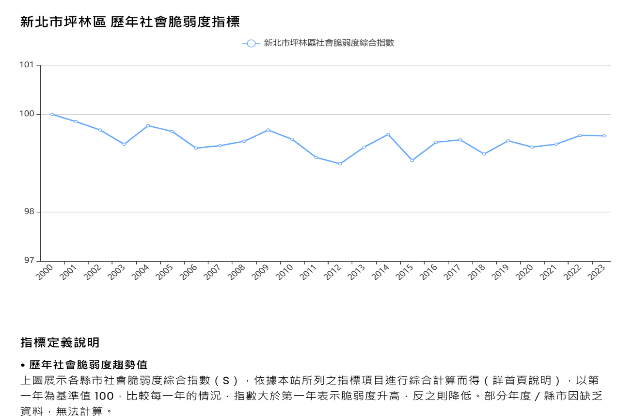 新北市坪林區 歷年社會脆弱度指標
新北市坪林區社會脆弱度綜合指數
101
100
98
97
2000 2001 2002 2003 2004 2005 2006 2007 2008 2009 2010 2011 2012 2013 2014 2015 2016 2017 2018 2019 2020 2021 2022 2023
指標定義說明
• 歷年社會脆弱度趨勢值
上圖展示各縣市社會脆弱度綜合指數（S），依據本站所列之指標項目進行綜合計算而得（詳首頁說明），以第
一年為基準值 100，比較每一年的情況，指數大於第一年表示脆弱度升高，反之則降低。部分年度 / 縣市因缺乏
資料，無法計算。